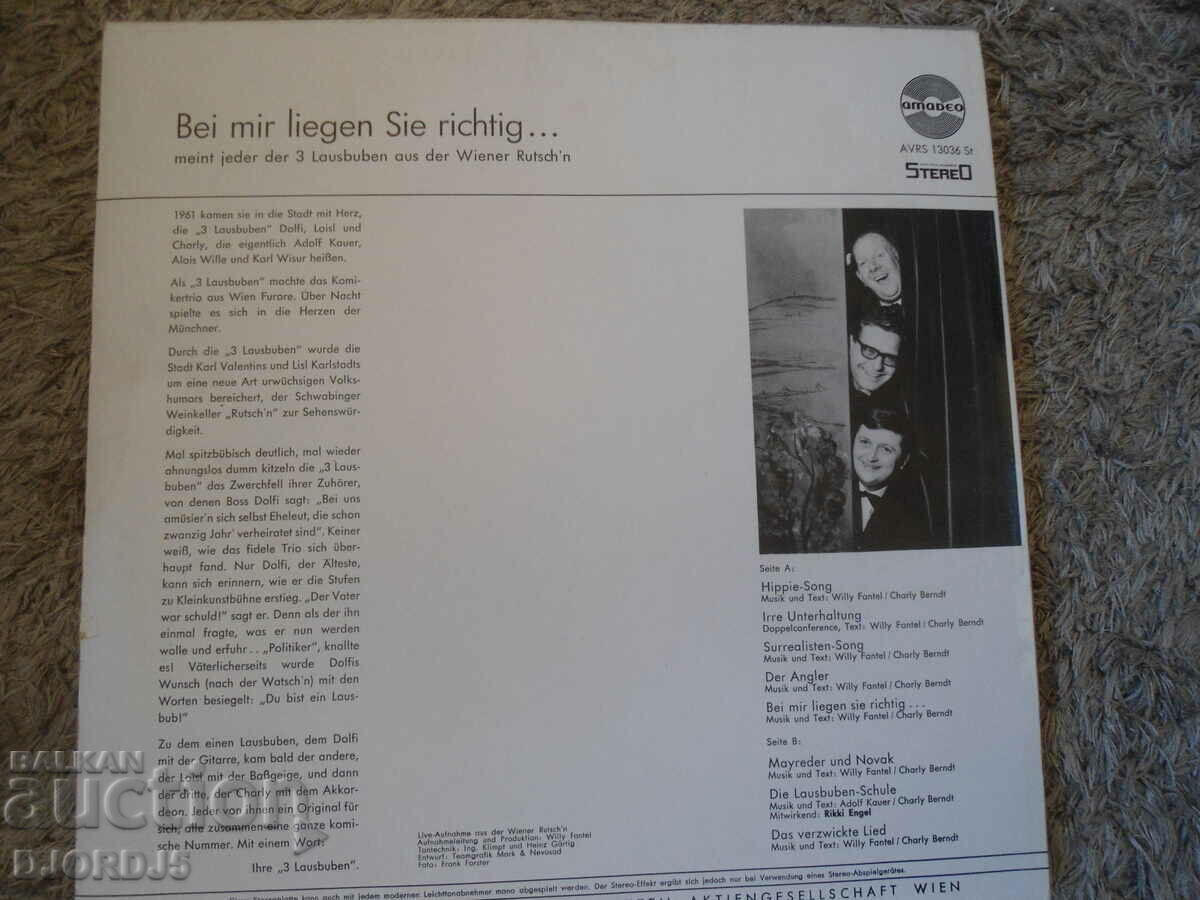 Bei mir liegen Sie richtig...
meint jeder der 3 Lausbuben aus der Wiener Rutsch'n
amadeo
AVRS 13036 St
STEREO
1961 kamen sie in die Stadt mit Herz,
die „3 Lausbuben" Dolfi, Loisl und
Charly, die eigentlich Adolf Kauer,
Alois Wille und Karl Wisur heißen.
Als „3 Lausbuben" machte das Komi-
kertrio aus Wien Furore. Über Nacht
spielte es sich in die Herzen der
Münchner.
Durch die „3 Lausbuben" wurde die
Stadt Karl Valentins und Lisl Karlstadts
um eine neue Art urwüchsigen Volks-
humors bereichert, der Schwabinger
Weinkeller „Rutsch'n" zur Sehenswür-
digkeit.
Mal spitzbübisch deutlich, mal wieder
ahnungslos dumm kitzeln die „3 Laus-
buben" das Zwerchfell ihrer Zuhörer,
von denen Boss Dolfi sagt: „Bei uns
amüsier'n sich selbst Eheleut, die schon
zwanzig Jahr' verheiratet sind". Keiner
weiß, wie das fidele Trio sich über-
haupt fand. Nur Dolfi, der Älteste,
kann sich erinnern, wie er die Stufen
zu Kleinkunstbühne erstieg. „Der Vater
war schuld!" sagt er. Denn als der ihn
einmal fragte, was er nun werden
wolle und erfuhr .. „Politiker", knallte
es! Väterlicherseits wurde Dolfis
Wunsch (nach der Watsch'n) mit den
Worten besiegelt: „Du bist ein Laus-
bub!"
Zu dem einen Lausbuben, dem Dolfi
mit der Gitarre, kam bald der andere,
der Loisl mit der Baßgeige, und dann
der dritte, der Charly mit dem Akkor-
deon. Jeder von ihnen ein Original für
sich, alle zusammen eine ganze komi-
sche Nummer. Mit einem Wort:
Ihre „3 Lausbuben".
Live-Aufnahme aus der Wiener Rutsch'n
Aufnahmeleitung und Produktion: Willy Fantel
Tontechnik: Ing. Klimpt und Heinz Gärtig
Entwurf: Teamgrafik Mark & Nevosad
Foto: Frank Forster
Seite A:
Hippie-Song
Musik und Text: Willy Fantel / Charly Berndt
Irre Unterhaltung
Doppelconference, Text: Willy Fantel / Charly Berndt
Surrealisten-Song
Musik und Text: Willy Fantel / Charly Berndt
Der Angler
Musik und Text: Willy Fantel / Charly Berndt
Bei mir liegen sie richtig ...
Musik und Text: Willy Fantel / Charly Berndt
Seite B:
Mayreder und Novak
Musik und Text: Willy Fantel / Charly Berndt
Die Lausbuben-Schule
Musik und Text: Adolf Kauer / Charly Berndt
Mitwirkend: Rikki Engel
Das verzwickte Lied
Musik und Text: Willy Fantel / Charly Berndt
Stereoplatte kann auch mit jedem modernen Leichttonabnehmer mono abgespielt werden. Der Stereo-Effekt ergibt sich jedoch nur bei Verwendung eines Stereo-Abspielgerätes.
AKTIENGESELLSCHAFT WIEN
BALKAN
auction
DJORDJ5